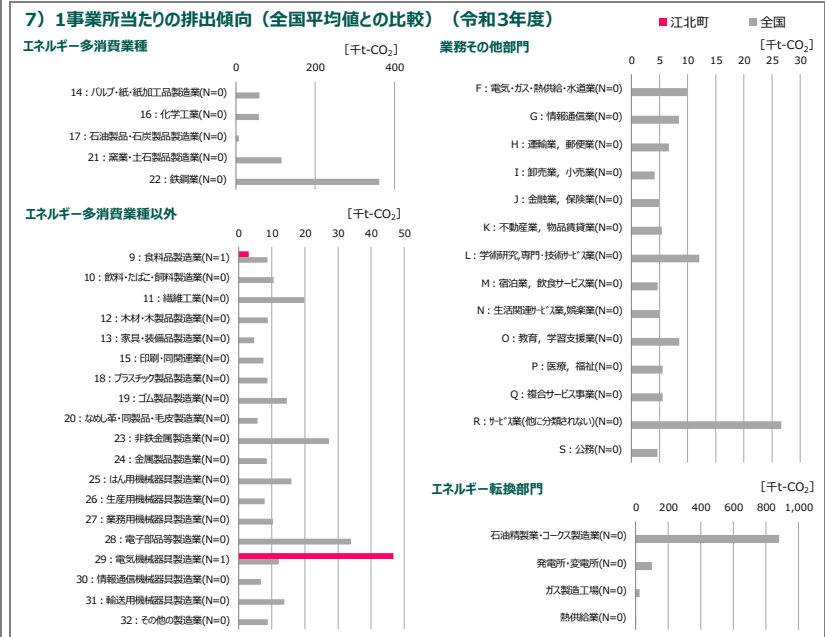 7）1事業所当たりの排出傾向（全国平均値との比較）（令和3年度）
江北町
全国
エネルギー多消費業種
［千t-CO₂］
0 200 400
14：パルプ・紙・紙加工品製造業(N=0)
16：化学工業(N=0)
17：石油製品・石炭製品製造業(N=0)
21：窯業・土石製品製造業(N=0)
22：鉄鋼業(N=0)
エネルギー多消費業種以外
［千t-CO₂］
0 10 20 30 40 50
9：食料品製造業(N=1)
10：飲料・たばこ・飼料製造業(N=0)
11：繊維工業(N=0)
12：木材・木製品製造業(N=0)
13：家具・装備品製造業(N=0)
15：印刷・同関連業(N=0)
18：プラスチック製品製造業(N=0)
19：ゴム製品製造業(N=0)
20：なめし革・同製品・毛皮製造業(N=0)
23：非鉄金属製造業(N=0)
24：金属製品製造業(N=0)
25：はん用機械器具製造業(N=0)
26：生産用機械器具製造業(N=0)
27：業務用機械器具製造業(N=0)
28：電子部品等製造業(N=0)
29：電気機械器具製造業(N=1)
30：情報通信機械器具製造業(N=0)
31：輸送用機械器具製造業(N=0)
32：その他の製造業(N=0)
業務その他部門
［千t-CO₂］
0 5 10 15 20 25 30
F：電気・ガス・熱供給・水道業(N=0)
G：情報通信業(N=0)
H：運輸業，郵便業(N=0)
I：卸売業，小売業(N=0)
J：金融業，保険業(N=0)
K：不動産業，物品賃貸業(N=0)
L：学術研究,専門・技術ｻｰﾋﾞｽ業(N=0)
M：宿泊業，飲食サービス業(N=0)
N：生活関連ｻｰﾋﾞｽ業,娯楽業(N=0)
O：教育，学習支援業(N=0)
P：医療，福祉(N=0)
Q：複合サービス事業(N=0)
R：ｻｰﾋﾞｽ業(他に分類されない)(N=0)
S：公務(N=0)
エネルギー転換部門
［千t-CO₂］
0 200 400 600 800 1,000
石油精製業・コークス製造業(N=0)
発電所・変電所(N=0)
ガス製造工場(N=0)
熱供給業(N=0)